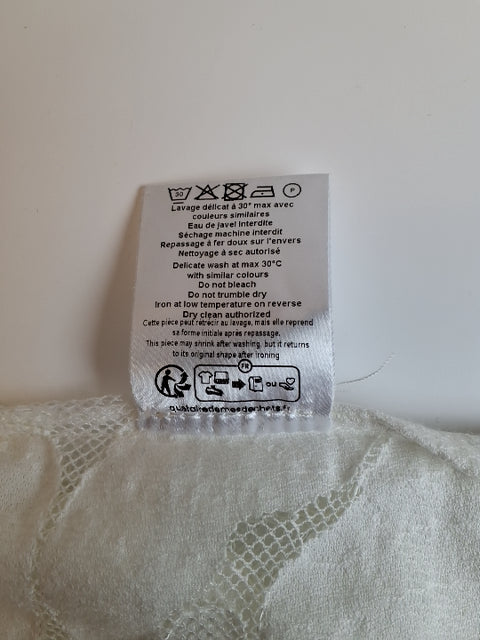 30 P
Lavage délicat à 30° max avec
couleurs similaires
Eau de javel interdite
Séchage machine interdit
Repassage à fer doux sur l'envers
Nettoyage à sec autorisé
Delicate wash at max 30°C
with similar colours
Do not bleach
Do not trumble dry
Iron at low temperature on reverse
Dry clean authorized
Cette pièce peut rétrécir au lavage, mais elle reprend
sa forme initiale après repassage.
This piece may shrink after washing, but it returns
to its original shape after ironing
FR
ou
quefairedemesdechets.fr